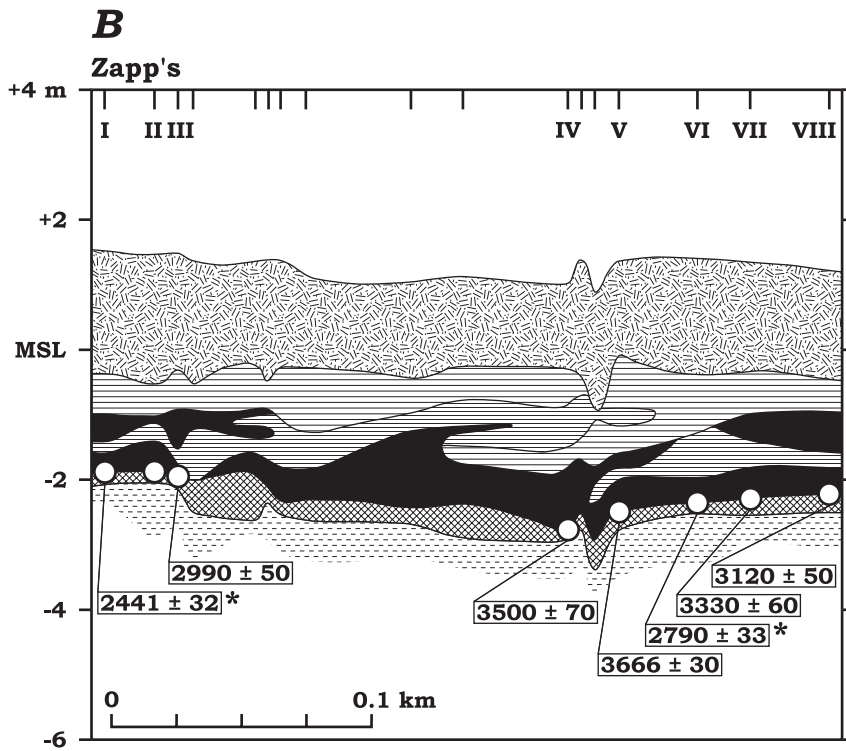 B
Zapp's
+4 m
I II III IV V VI VII VIII
+2
MSL
-2
2990 ± 50
3120 ± 50
2441 ± 32 *
3500 ± 70
3330 ± 60
-4
2790 ± 33 *
3666 ± 30
0 0.1 km
-6